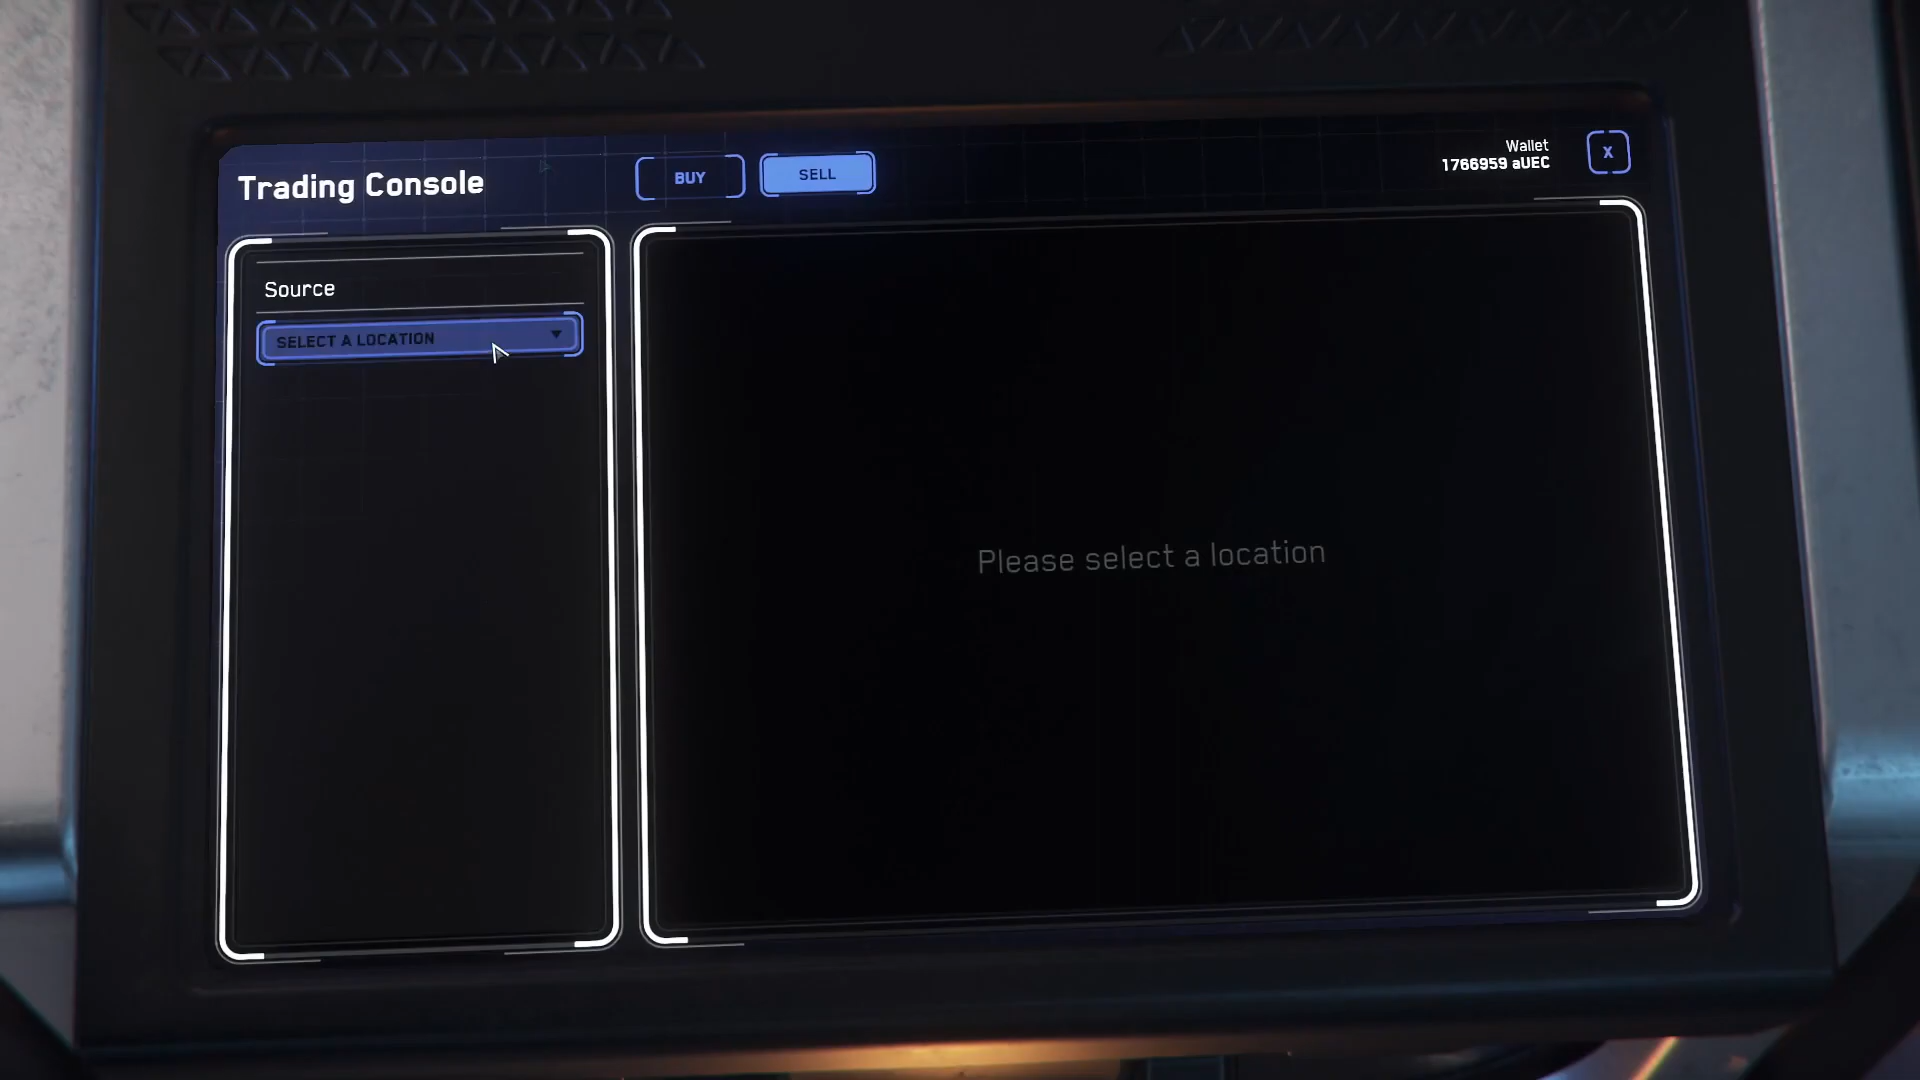 Trading Console
BUY
SELL
Wallet
1766959 aUEC
X
Source
SELECT A LOCATION
Please select a location